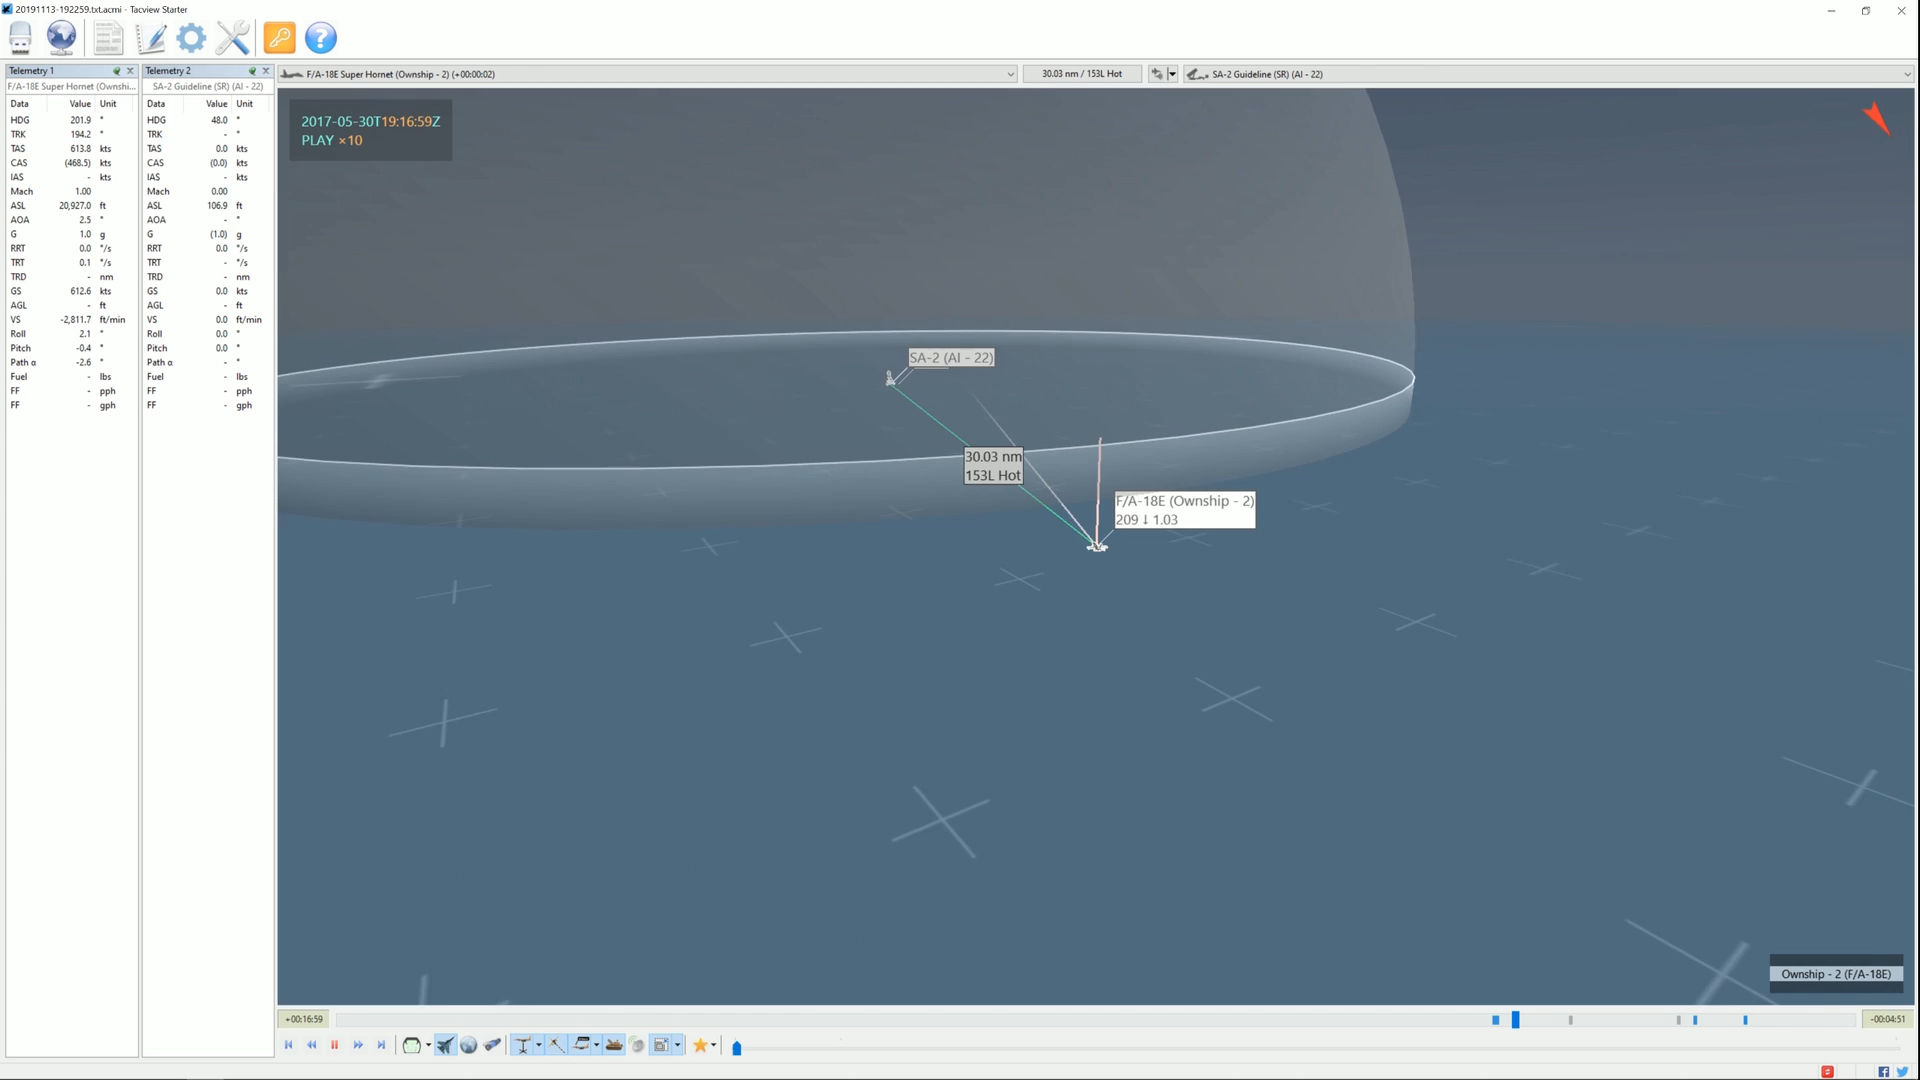 20191113-192259.txt.acmi - Tacview Starter
Telemetry 1
Telemetry 2
F/A-18E Super Hornet (Ownship - 2) (+00:00:02)
30.03 nm / 153L Hot
SA-2 Guideline (SR) (AI - 22)
F/A-18E Super Hornet (Ownshi...
SA-2 Guideline (SR) (AI - 22)
Data Value Unit
HDG 201.9 °
TRK 194.2 °
TAS 613.8 kts
CAS (468.5) kts
IAS - kts
Mach 1.00
ASL 20,927.0 ft
AOA 2.5 °
G 1.0 g
RRT 0.0 °/s
TRT 0.1 °/s
TRD - nm
GS 612.6 kts
AGL - ft
VS -2,811.7 ft/min
Roll 2.1 °
Pitch -0.4 °
Path α -2.6 °
Fuel - lbs
FF - pph
FF - gph
Data Value Unit
HDG 48.0 °
TRK - °
TAS 0.0 kts
CAS (0.0) kts
IAS - kts
Mach 0.00
ASL 106.9 ft
AOA - °
G (1.0) g
RRT 0.0 °/s
TRT - °/s
TRD - nm
GS 0.0 kts
AGL - ft
VS 0.0 ft/min
Roll 0.0 °
Pitch 0.0 °
Path α - °
Fuel - lbs
FF - pph
FF - gph
2017-05-30T19:16:59Z
PLAY ×10
SA-2 (AI - 22)
30.03 nm
153L Hot
F/A-18E (Ownship - 2)
209 ↓ 1.03
Ownship - 2 (F/A-18E)
+00:16:59
-00:04:51